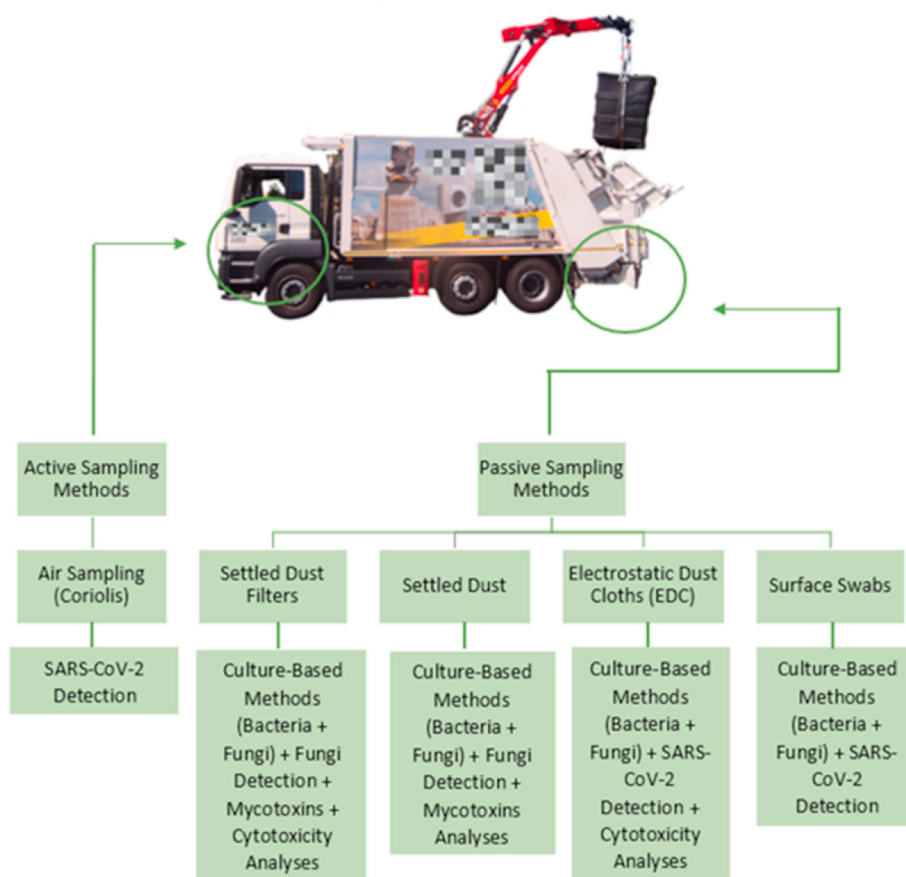 Active Sampling
Methods
Passive Sampling
Methods
Air Sampling
(Coriolis)
Settled Dust
Filters
Settled Dust
Electrostatic Dust
Cloths (EDC)
Surface Swabs
SARS-CoV-2
Detection
Culture-Based
Methods
(Bacteria +
Fungi) + Fungi
Detection +
Mycotoxins +
Cytotoxicity
Analyses
Culture-Based
Methods
(Bacteria +
Fungi) + Fungi
Detection +
Mycotoxins
Analyses
Culture-Based
Methods
(Bacteria +
Fungi) + SARS-
CoV-2
Detection +
Cytotoxicity
Analyses
Culture-Based
Methods
(Bacteria +
Fungi) + SARS-
CoV-2
Detection